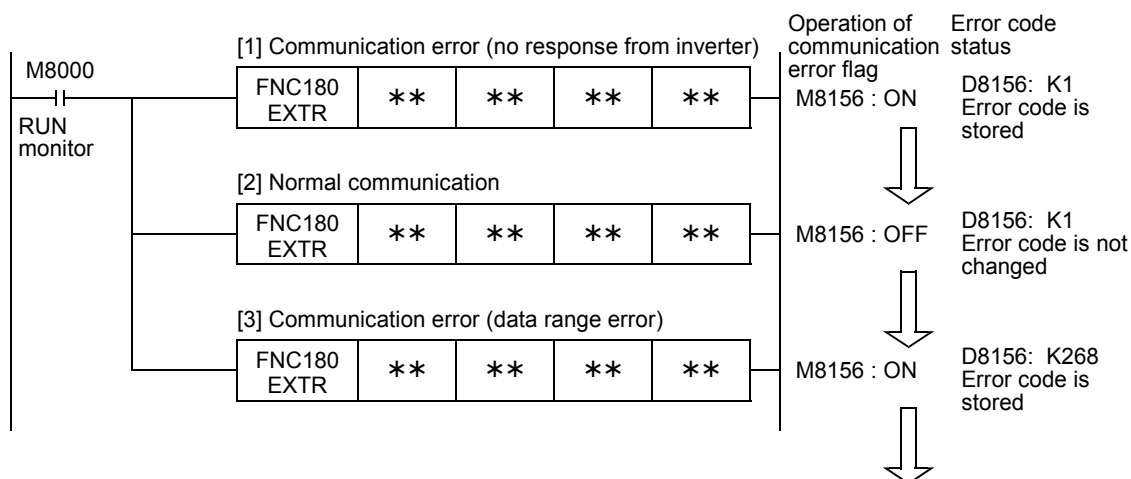 Operation of
communication
error flag
Error code
status
M8000
RUN
monitor
[1] Communication error (no response from inverter)
FNC180
EXTR
** ** ** **
M8156 : ON
D8156: K1
Error code is
stored
[2] Normal communication
FNC180
EXTR
** ** ** **
M8156 : OFF
D8156: K1
Error code is not
changed
[3] Communication error (data range error)
FNC180
EXTR
** ** ** **
M8156 : ON
D8156: K268
Error code is
stored